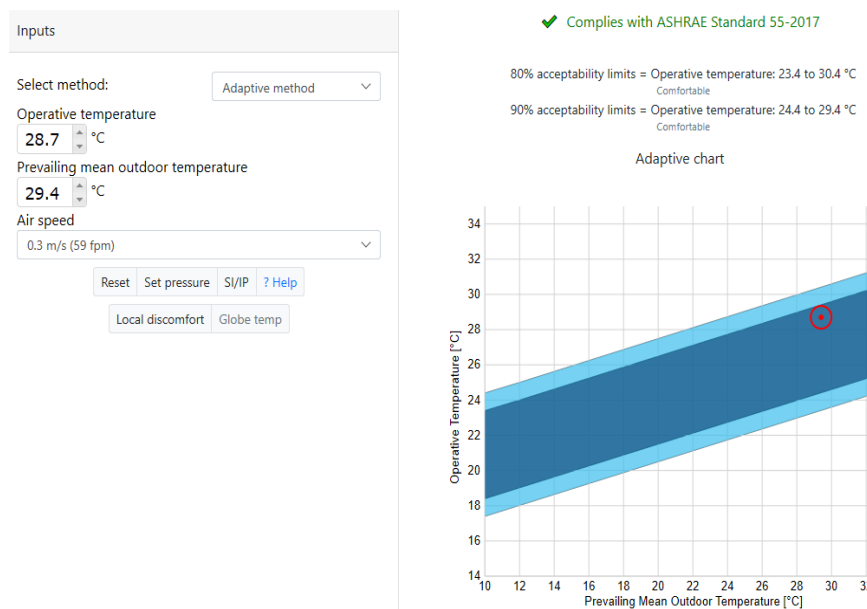 Inputs
Select method:
Adaptive method
Operative temperature
28.7 °C
Prevailing mean outdoor temperature
29.4 °C
Air speed
0.3 m/s (59 fpm)
Reset Set pressure SI/IP ? Help
Local discomfort Globe temp
Complies with ASHRAE Standard 55-2017
80% acceptability limits = Operative temperature: 23.4 to 30.4 °C
Comfortable
90% acceptability limits = Operative temperature: 24.4 to 29.4 °C
Comfortable
Adaptive chart
Operative Temperature [°C]
34
32
30
28
26
24
22
20
18
16
14
10 12 14 16 18 20 22 24 26 28 30
Prevailing Mean Outdoor Temperature [°C]